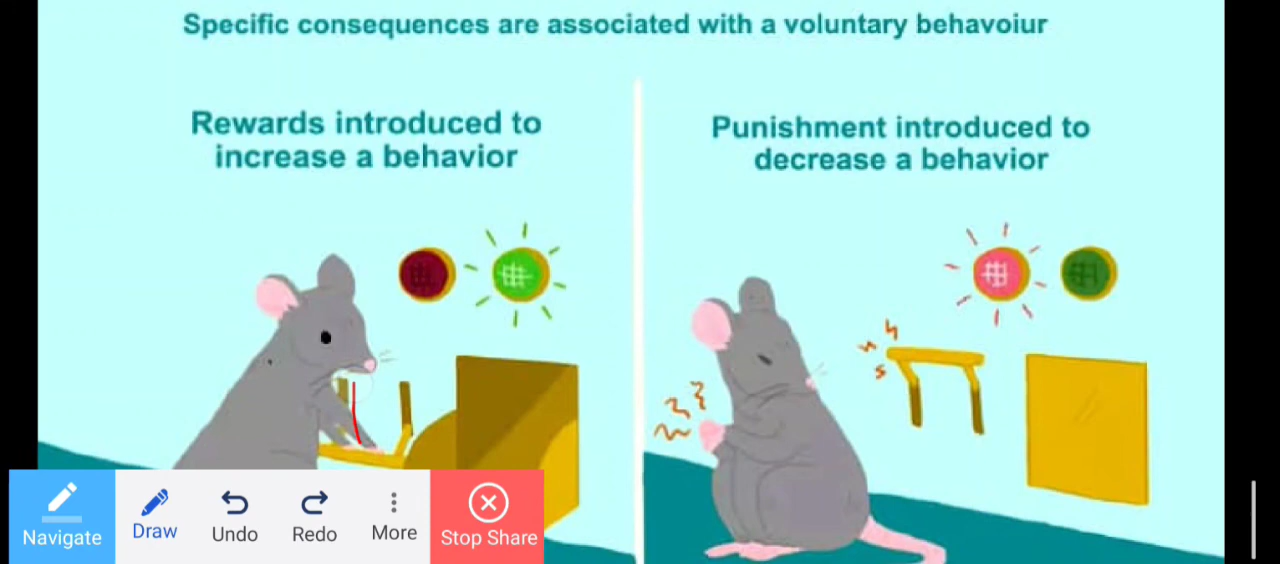 Specific consequences are associated with a voluntary behavoiur
Rewards introduced to
increase a behavior
Punishment introduced to
decrease a behavior
Navigate
Draw
Undo
Redo
More
Stop Share